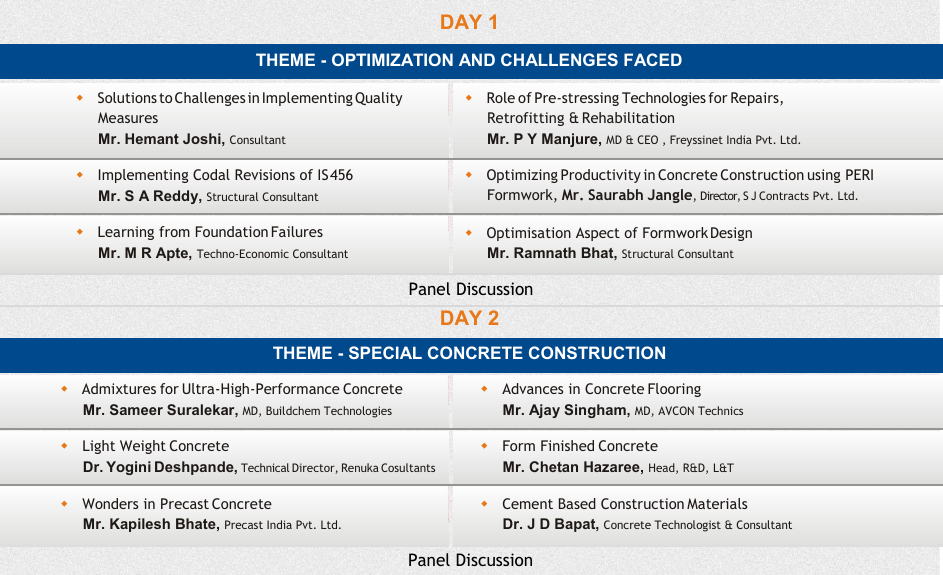 DAY 1
THEME - OPTIMIZATION AND CHALLENGES FACED
Solutions to Challenges in Implementing Quality
Measures
Mr. Hemant Joshi, Consultant
Role of Pre-stressing Technologies for Repairs,
Retrofitting & Rehabilitation
Mr. P Y Manjure, MD & CEO , Freyssinet India Pvt. Ltd.
Implementing Codal Revisions of IS456
Mr. S A Reddy, Structural Consultant
Optimizing Productivity in Concrete Construction using PERI
Formwork, Mr. Saurabh Jangle, Director, S J Contracts Pvt. Ltd.
Learning from Foundation Failures
Mr. M R Apte, Techno-Economic Consultant
Optimisation Aspect of Formwork Design
Mr. Ramnath Bhat, Structural Consultant
Panel Discussion
DAY 2
THEME - SPECIAL CONCRETE CONSTRUCTION
Admixtures for Ultra-High-Performance Concrete
Mr. Sameer Suralekar, MD, Buildchem Technologies
Advances in Concrete Flooring
Mr. Ajay Singham, MD, AVCON Technics
Light Weight Concrete
Dr. Yogini Deshpande, Technical Director, Renuka Cosultants
Form Finished Concrete
Mr. Chetan Hazaree, Head, R&D, L&T
Wonders in Precast Concrete
Mr. Kapilesh Bhate, Precast India Pvt. Ltd.
Cement Based Construction Materials
Dr. J D Bapat, Concrete Technologist & Consultant
Panel Discussion